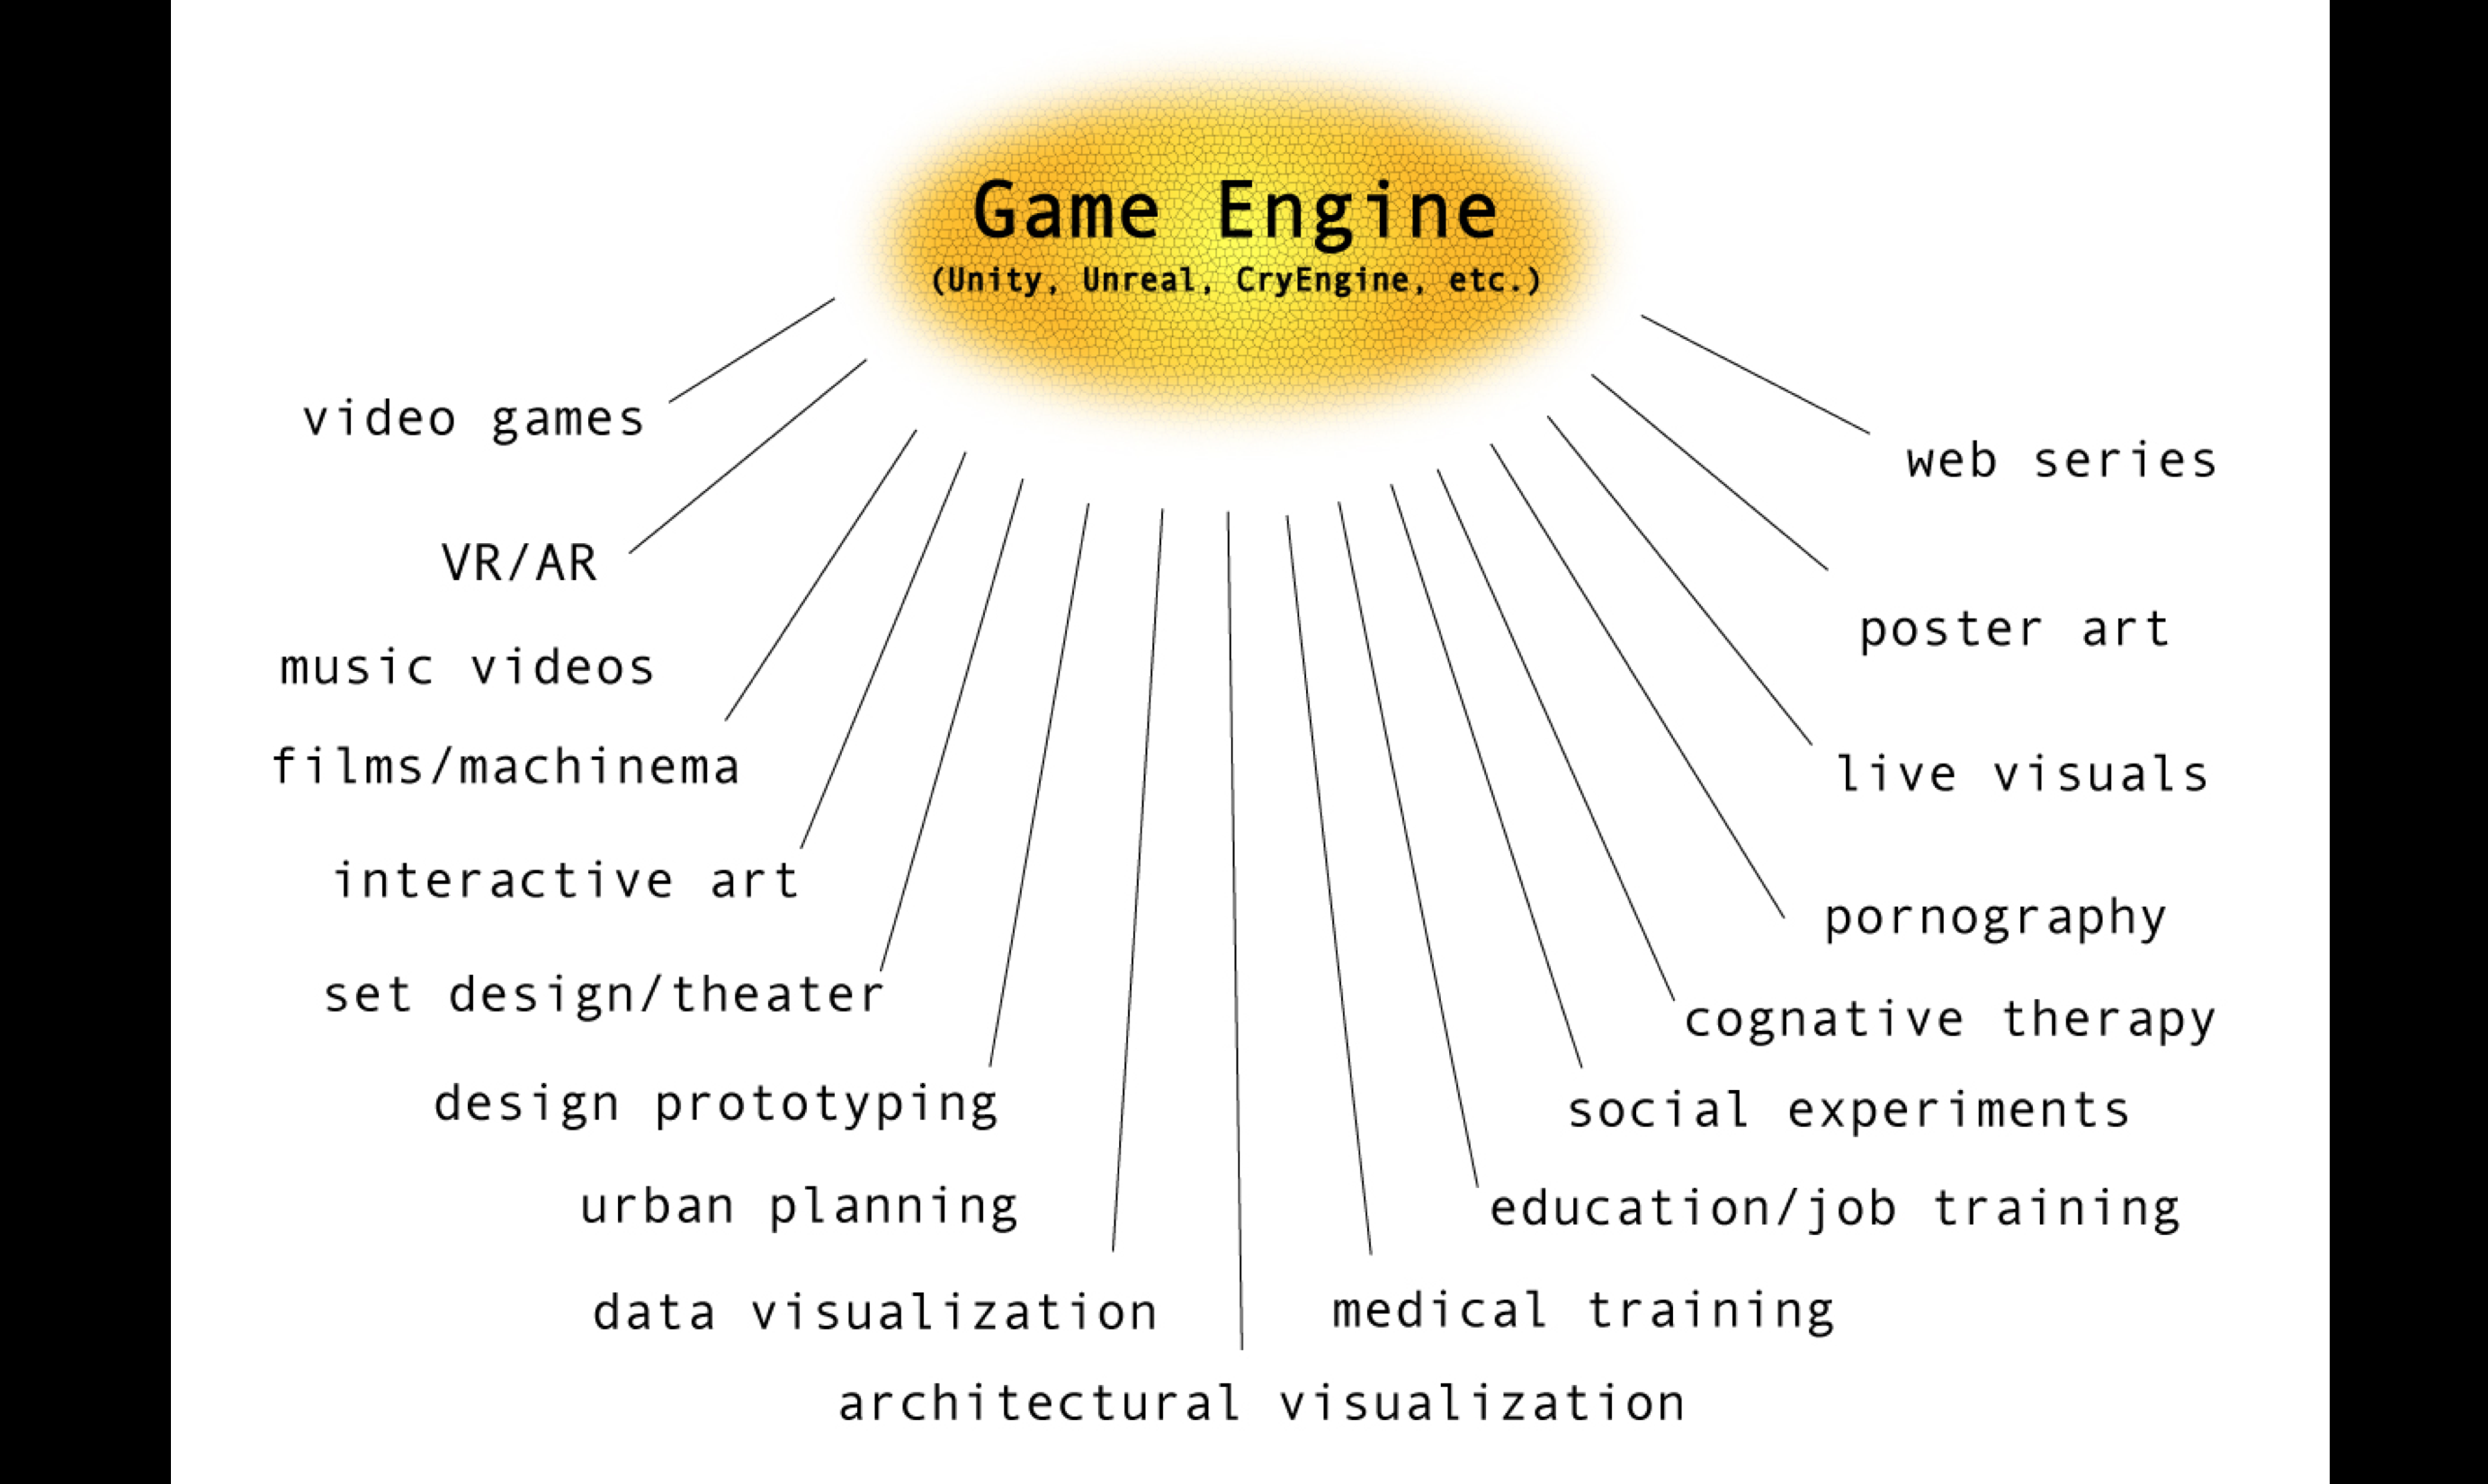 Game Engine
(Unity, Unreal, CryEngine, etc.)
video games
VR/AR
music videos
films/machinema
interactive art
set design/theater
design prototyping
urban planning
data visualization
architectural visualization
medical training
education/job training
social experiments
cognative therapy
pornography
live visuals
poster art
web series